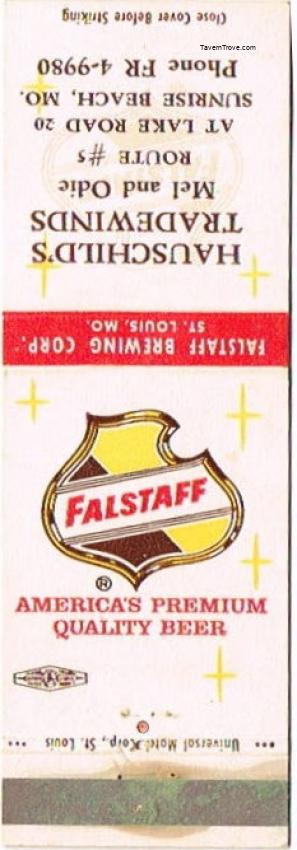 TavernTrove.com
Close Cover Before Striking
HAUSCHILD'S
TRADEWINDS
Mel and Odie
ROUTE #5
AT LAKE ROAD 20
SUNRISE BEACH, MO.
Phone FR 4-9980
FALSTAFF BREWING CORP.
ST. LOUIS, MO.
FALSTAFF
®
AMERICA'S PREMIUM
QUALITY BEER
Universal Match Corp., St. Louis